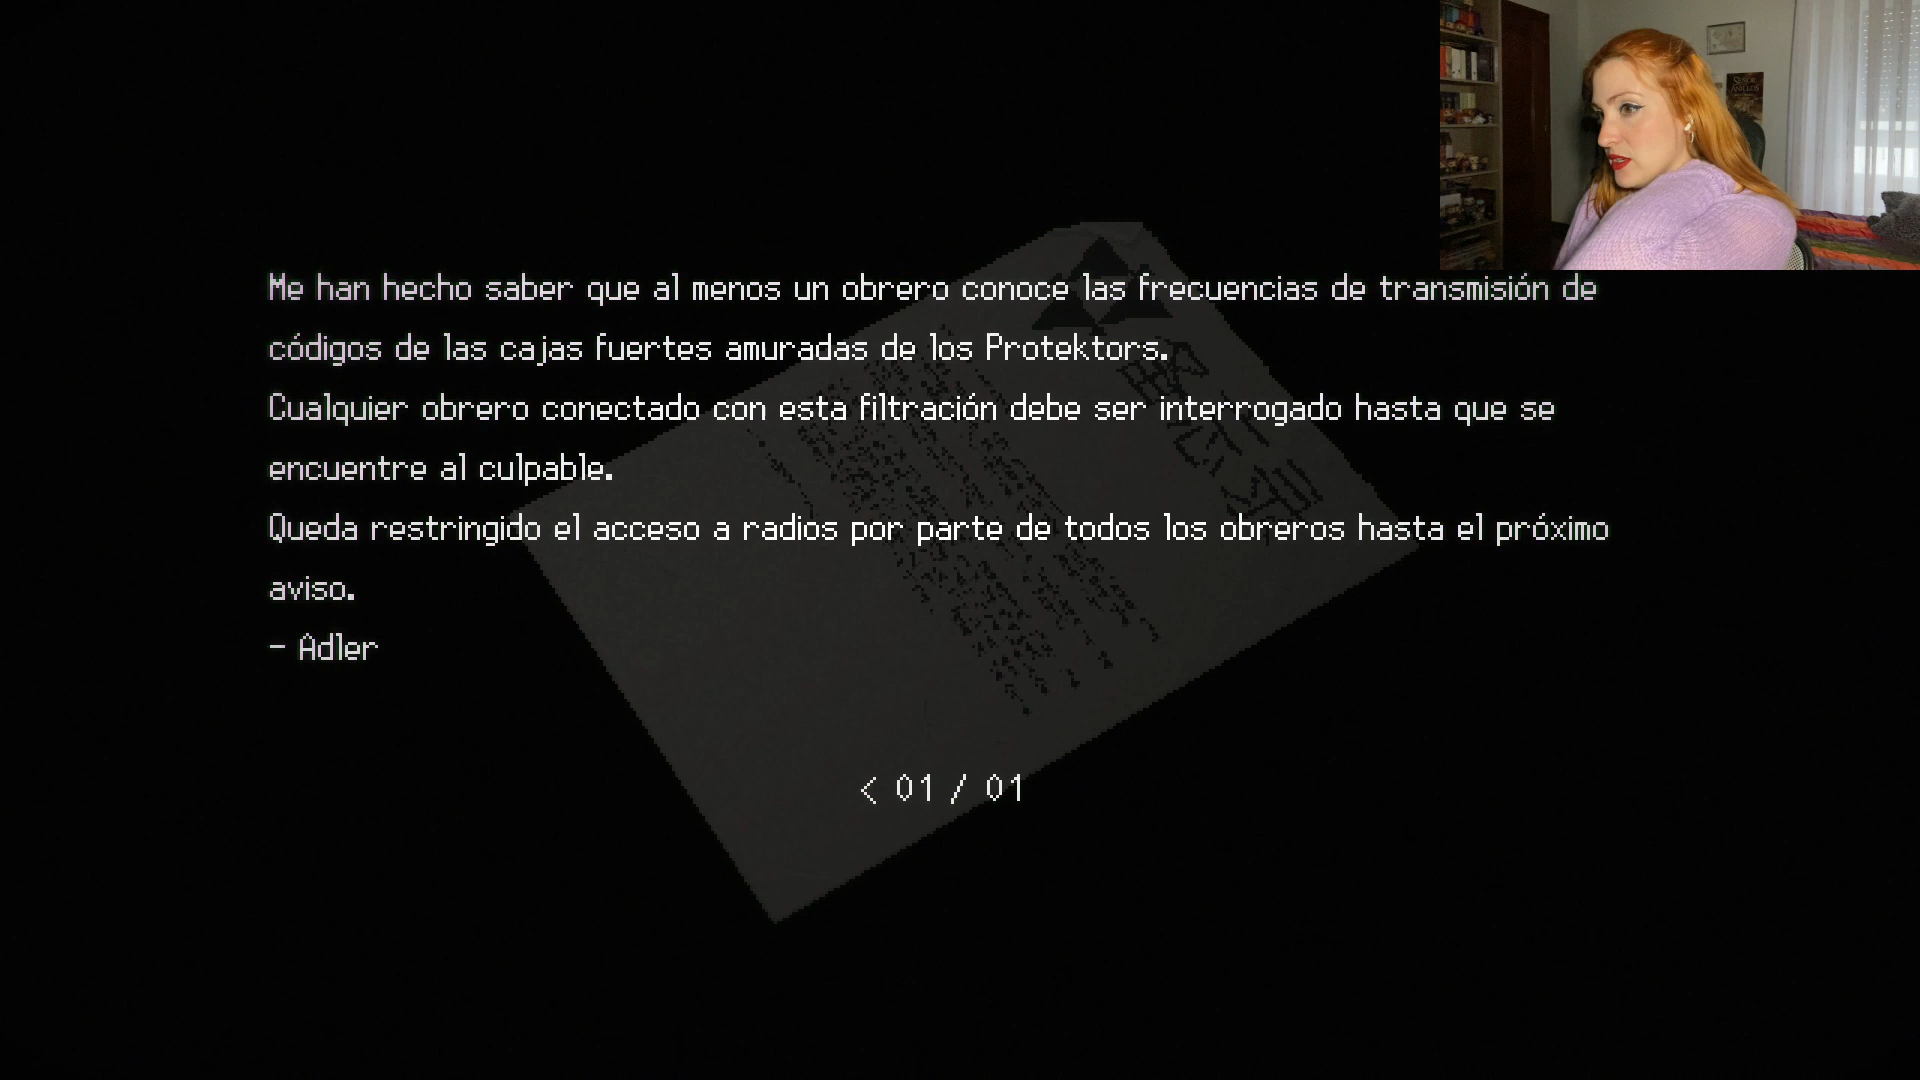 SEÑOR
ANILLOS
Me han hecho saber que al menos un obrero conoce las frecuencias de transmisión de
códigos de las cajas fuertes amuradas de los Protektors.
Cualquier obrero conectado con esta filtración debe ser interrogado hasta que se
encuentre al culpable.
Queda restringido el acceso a radios por parte de todos los obreros hasta el próximo
aviso.
- Adler
< 01 / 01